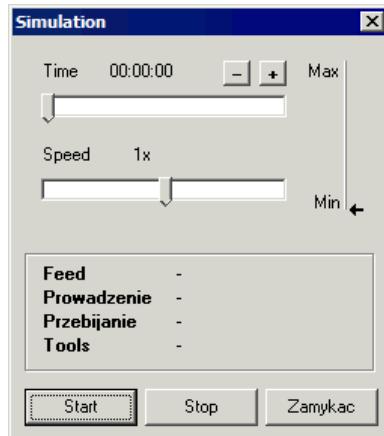 Simulation
Time 00:00:00 - + Max
Speed 1x
Min
Feed -
Prowadzenie -
Przebijanie -
Tools -
Start Stop Zamykac